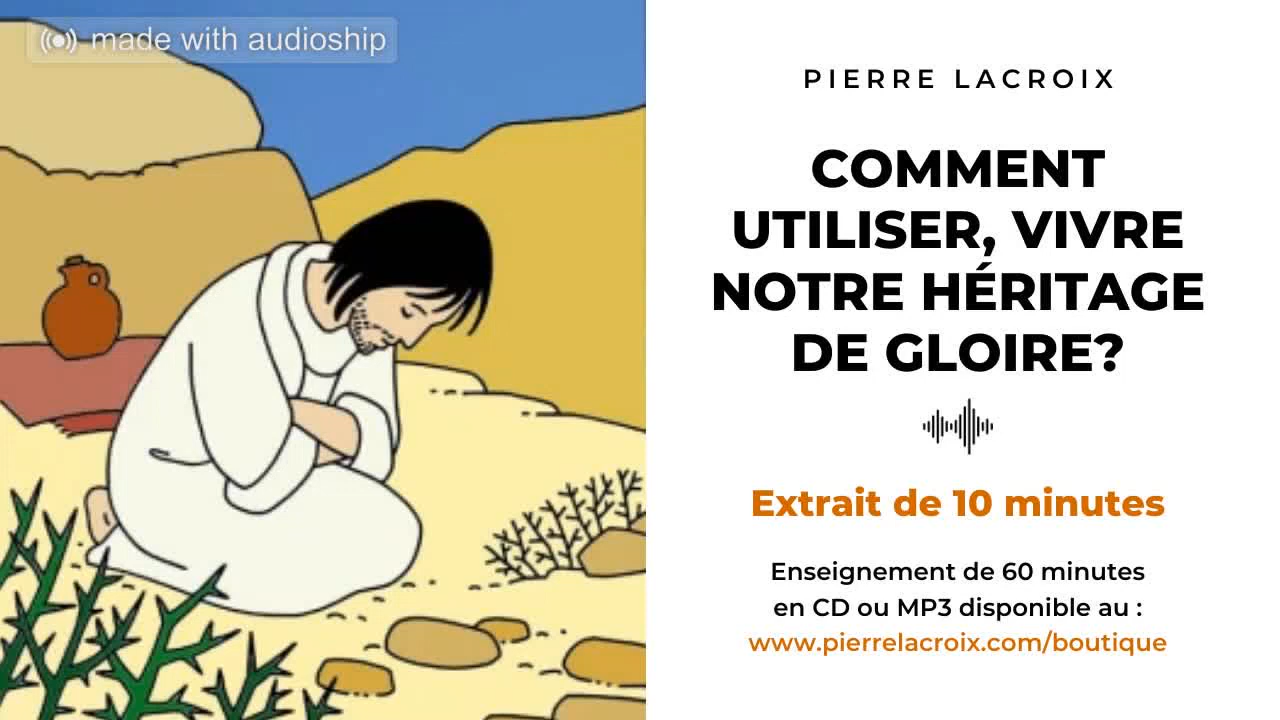 made with audioship
PIERRE LACROIX
COMMENT
UTILISER, VIVRE
NOTRE HÉRITAGE
DE GLOIRE?
Extrait de 10 minutes
Enseignement de 60 minutes
en CD ou MP3 disponible au :
www.pierrelacroix.com/boutique